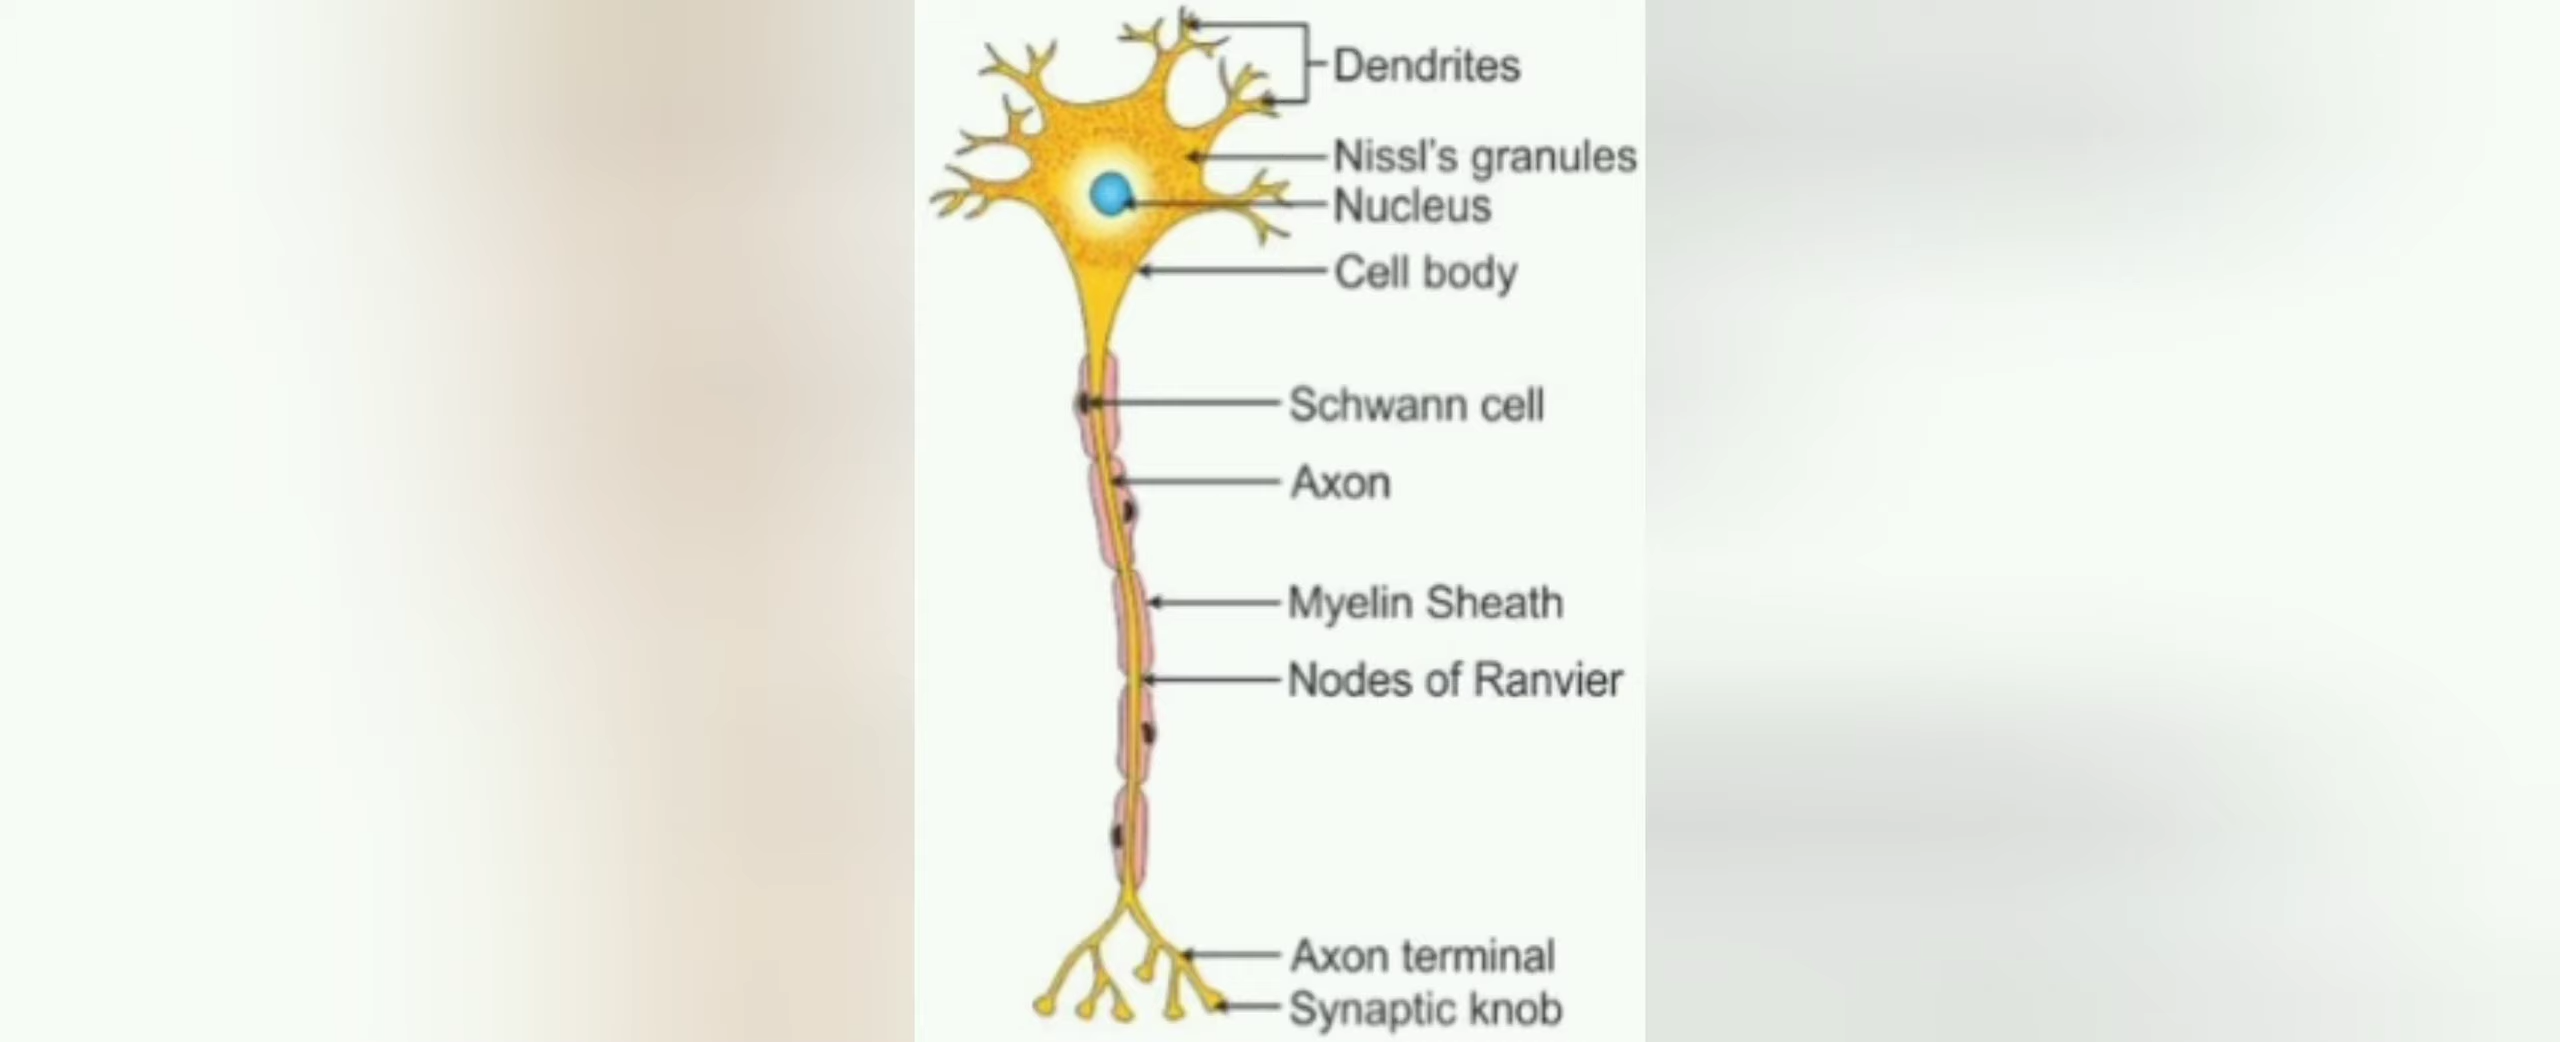 Dendrites
Nissl's granules
Nucleus
Cell body
Schwann cell
Axon
Myelin Sheath
Nodes of Ranvier
Axon terminal
Synaptic knob